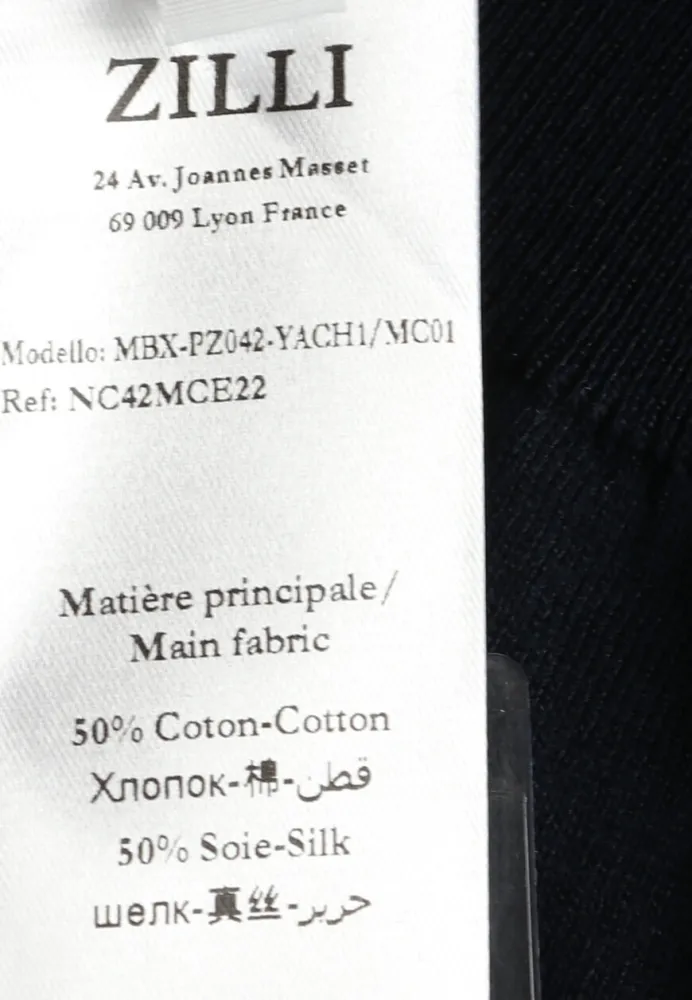 ZILLI
24 Av. Joannes Masset
69 009 Lyon France
Modello: MBX-PZ042-YACH1/MC01
Ref: NC42MCE22
Matière principale/
Main fabric
50% Coton-Cotton
Хлопок-棉-قطن
50% Soie-Silk
шелк-真丝-حرير